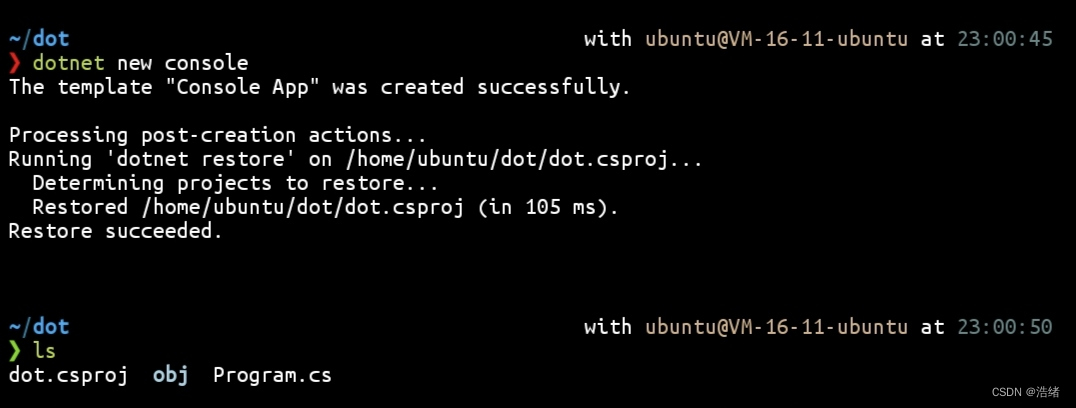 ~/dot with ubuntu@VM-16-11-ubuntu at 23:00:45
❯ dotnet new console
The template "Console App" was created successfully.
Processing post-creation actions...
Running 'dotnet restore' on /home/ubuntu/dot/dot.csproj...
Determining projects to restore...
Restored /home/ubuntu/dot/dot.csproj (in 105 ms).
Restore succeeded.
~/dot with ubuntu@VM-16-11-ubuntu at 23:00:50
❯ ls
dot.csproj obj Program.cs
CSDN @浩绪